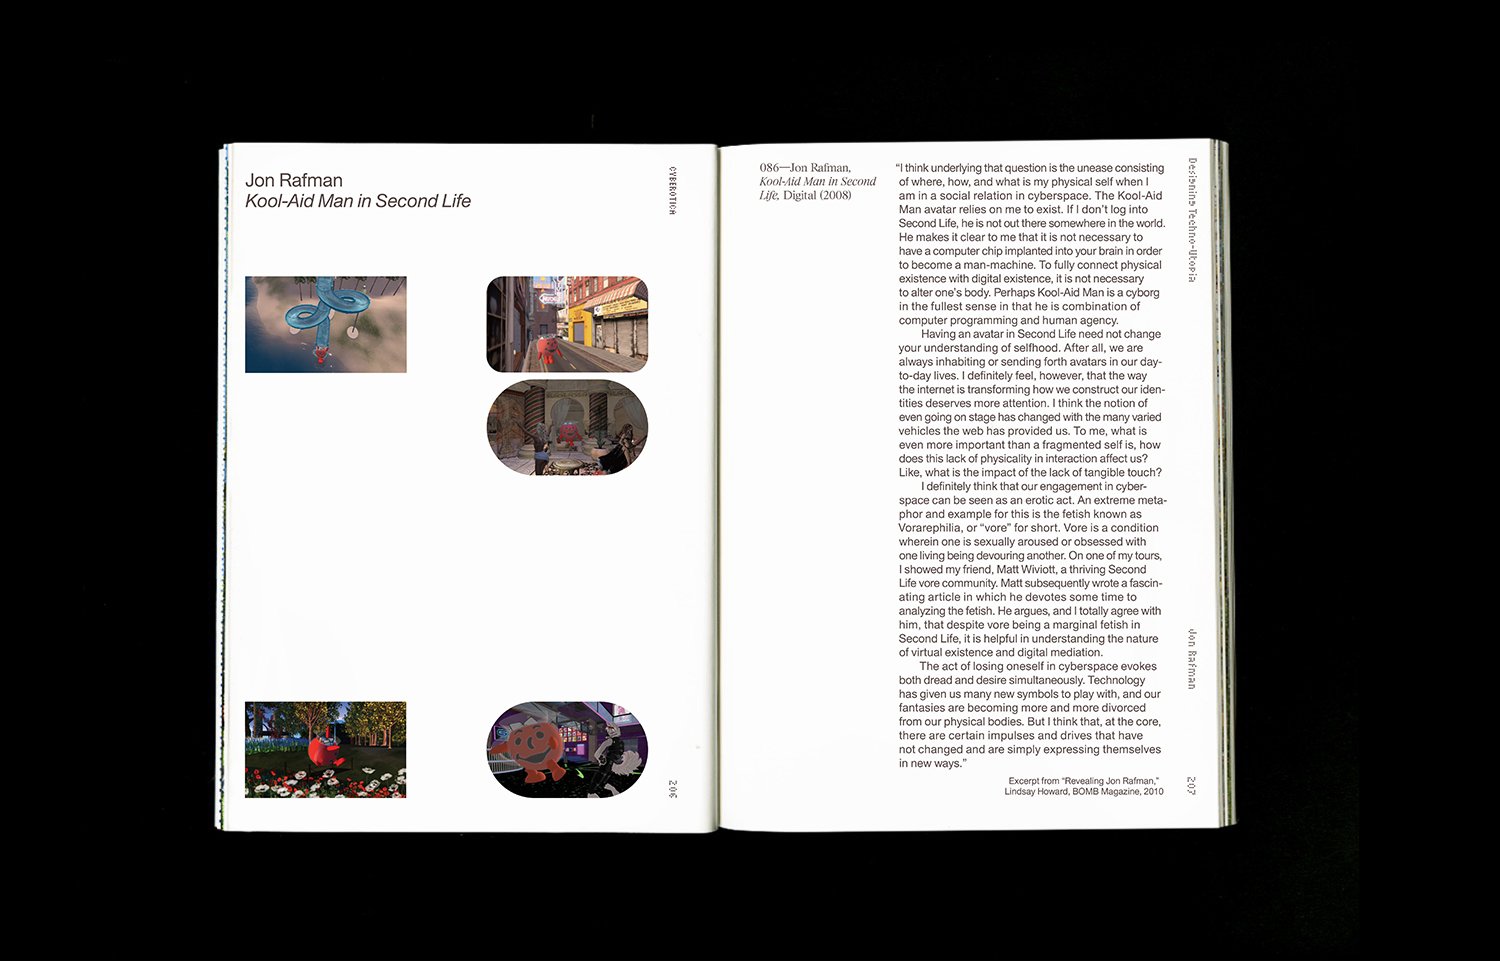 Jon Rafman
Kool-Aid Man in Second Life
CYBEROTICA
206
086—Jon Rafman,
Kool-Aid Man in Second
Life, Digital (2008)
“I think underlying that question is the unease consisting
of where, how, and what is my physical self when I
am in a social relation in cyberspace. The Kool-Aid
Man avatar relies on me to exist. If I don’t log into
Second Life, he is not out there somewhere in the world.
He makes it clear to me that it is not necessary to
have a computer chip implanted into your brain in order
to become a man-machine. To fully connect physical
existence with digital existence, it is not necessary
to alter one’s body. Perhaps Kool-Aid Man is a cyborg
in the fullest sense in that he is combination of
computer programming and human agency.
Having an avatar in Second Life need not change
your understanding of selfhood. After all, we are
always inhabiting or sending forth avatars in our day-
to-day lives. I definitely feel, however, that the way
the internet is transforming how we construct our iden-
tities deserves more attention. I think the notion of
even going on stage has changed with the many varied
vehicles the web has provided us. To me, what is
even more important than a fragmented self is, how
does this lack of physicality in interaction affect us?
Like, what is the impact of the lack of tangible touch?
I definitely think that our engagement in cyber-
space can be seen as an erotic act. An extreme meta-
phor and example for this is the fetish known as
Vorarephilia, or “vore” for short. Vore is a condition
wherein one is sexually aroused or obsessed with
one living being devouring another. On one of my tours,
I showed my friend, Matt Wiviott, a thriving Second
Life vore community. Matt subsequently wrote a fascin-
ating article in which he devotes some time to
analyzing the fetish. He argues, and I totally agree with
him, that despite vore being a marginal fetish in
Second Life, it is helpful in understanding the nature
of virtual existence and digital mediation.
The act of losing oneself in cyberspace evokes
both dread and desire simultaneously. Technology
has given us many new symbols to play with, and our
fantasies are becoming more and more divorced
from our physical bodies. But I think that, at the core,
there are certain impulses and drives that have
not changed and are simply expressing themselves
in new ways.”
Excerpt from “Revealing Jon Rafman,”
Lindsay Howard, BOMB Magazine, 2010
Designing Techno-Utopia
Jon Rafman
207